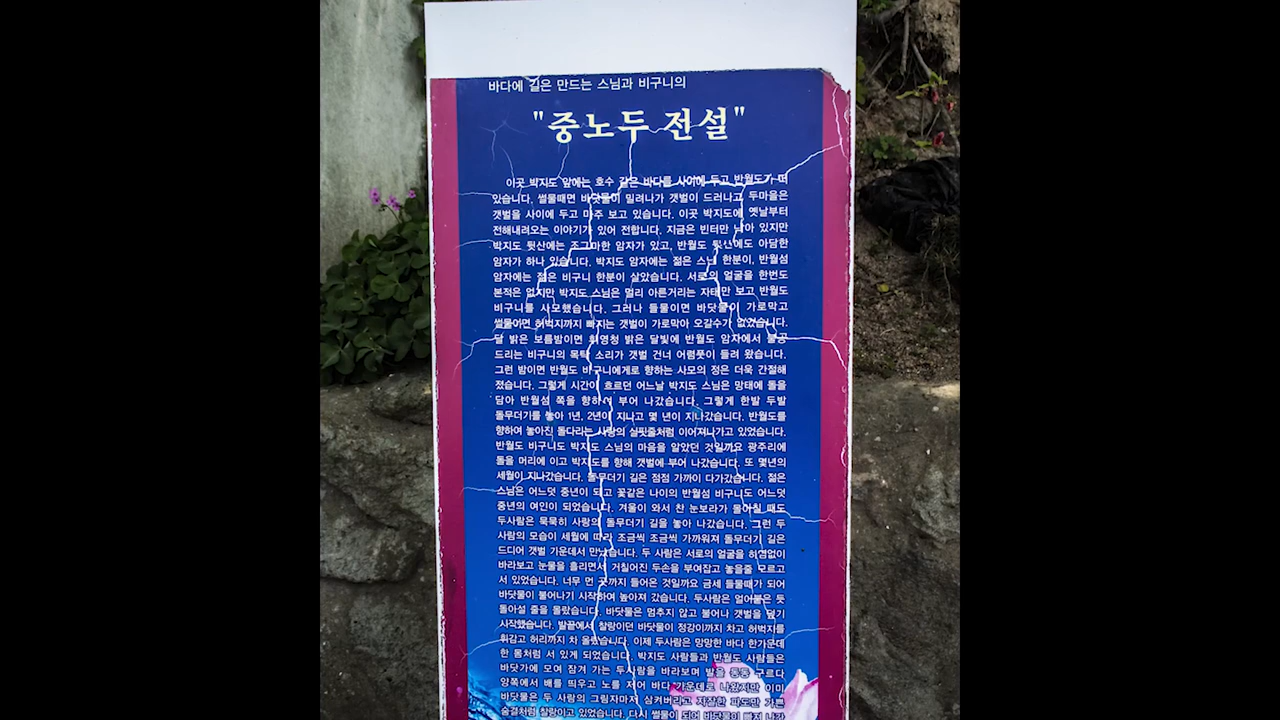 바다에 길은 만드는 스님과 비구니의
"중노두 전설"
이곳 박지도 앞에는 호수 같은 바다를 사이에 두고 반월도가 떠
있습니다. 썰물때면 바닷물이 밀려나가 갯벌이 드러나고 두마을은
갯벌을 사이에 두고 마주 보고 있습니다. 이곳 박지도에 옛날부터
전해내려오는 이야기가 있어 전합니다. 지금은 빈터만 남아 있지만
박지도 뒷산에는 조그마한 암자가 있고, 반월도 뒷산에도 아담한
암자가 하나 있습니다. 박지도 암자에는 젊은 스님 한분이, 반월섬
암자에는 젊은 비구니 한분이 살았습니다. 서로의 얼굴을 한번도
본적은 없지만 박지도 스님은 멀리 아른거리는 자태만 보고 반월도
비구니를 사모했습니다. 그러나 들물이면 바닷물이 가로막고
썰물이면 허벅지까지 빠지는 갯벌이 가로막아 오갈수가 없었습니다.
달 밝은 보름밤이면 휘영청 밝은 달빛에 반월도 암자에서 불공
드리는 비구니의 목탁 소리가 갯벌 건너 어렴풋이 들려 왔습니다.
그런 밤이면 반월도 비구니에게로 향하는 사모의 정은 더욱 간절해
졌습니다. 그렇게 시간이 흐르던 어느날 박지도 스님은 망태에 돌을
담아 반월섬 쪽을 향하여 부어 나갔습니다. 그렇게 한발 두발
돌무더기를 놓아 1년, 2년이 지나고 몇 년이 지나갔습니다. 반월도를
향하여 놓아진 돌다리는 사랑의 실핏줄처럼 이어져나가고 있었습니다.
반월도 비구니도 박지도 스님의 마음을 알았던 것일까요 광주리에
돌을 머리에 이고 박지도를 향해 갯벌에 부어 나갔습니다. 또 몇년의
세월이 지나갔습니다. 돌무더기 길은 점점 가까이 다가갔습니다. 젊은
스님은 어느덧 중년이 되고 꽃같은 나이의 반월섬 비구니도 어느덧
중년의 여인이 되었습니다. 겨울이 와서 찬 눈보라가 몰아칠 때도
두사람은 묵묵히 사랑의 돌무더기 길을 놓아 나갔습니다. 그런 두
사람의 모습이 세월에 따라 조금씩 조금씩 가까워져 돌무더기 길은
드디어 갯벌 가운데서 만났습니다. 두 사람은 서로의 얼굴을 하염없이
바라보고 눈물을 흘리면서 거칠어진 두손을 부여잡고 놓을줄 모르고
서 있었습니다. 너무 먼 곳까지 들어온 것일까요 금세 들물때가 되어
바닷물이 불어나기 시작하여 높아져 갔습니다. 두사람은 얼어붙은 듯
돌아설 줄을 몰랐습니다. 바닷물은 멈추지 않고 불어나 갯벌을 덮기
시작했습니다. 발끝에서 찰랑이던 바닷물이 정강이까지 차고 허벅지를
휘감고 허리까지 차 올랐습니다. 이제 두사람은 망망한 바다 한가운데
한 몸처럼 서 있게 되었습니다. 박지도 사람들과 반월도 사람들은
바닷가에 모여 잠겨 가는 두사람을 바라보며 발을 동동 구르다
양쪽에서 배를 띄우고 노를 저어 바다 가운데로 나왔지만 이미
바닷물은 두 사람의 그림자마저 삼켜버리고 자잘한 파도만 가쁜
숨결처럼 찰랑이고 있었습니다. 다시 썰물이 되어 바닷물이 빠져 나간